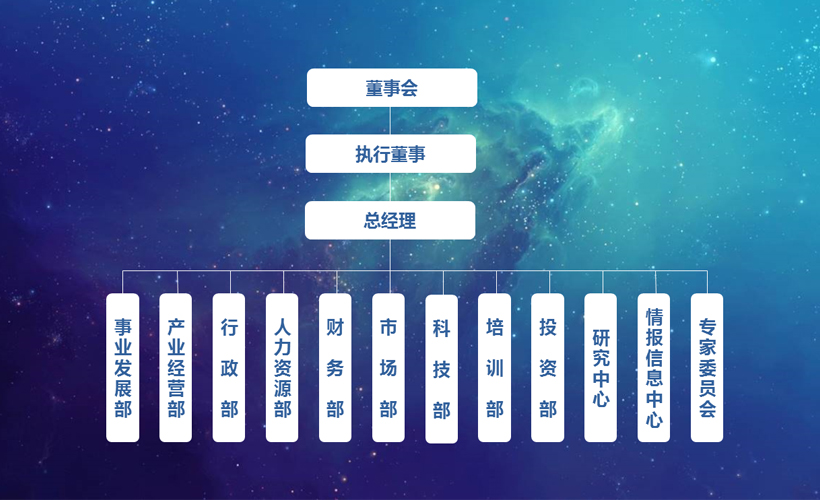 董事会
执行董事
总经理
事业发展部
产业经营部
行政部
人力资源部
财务部
市场部
科技部
培训部
投资部
研究中心
情报信息中心
专家委员会